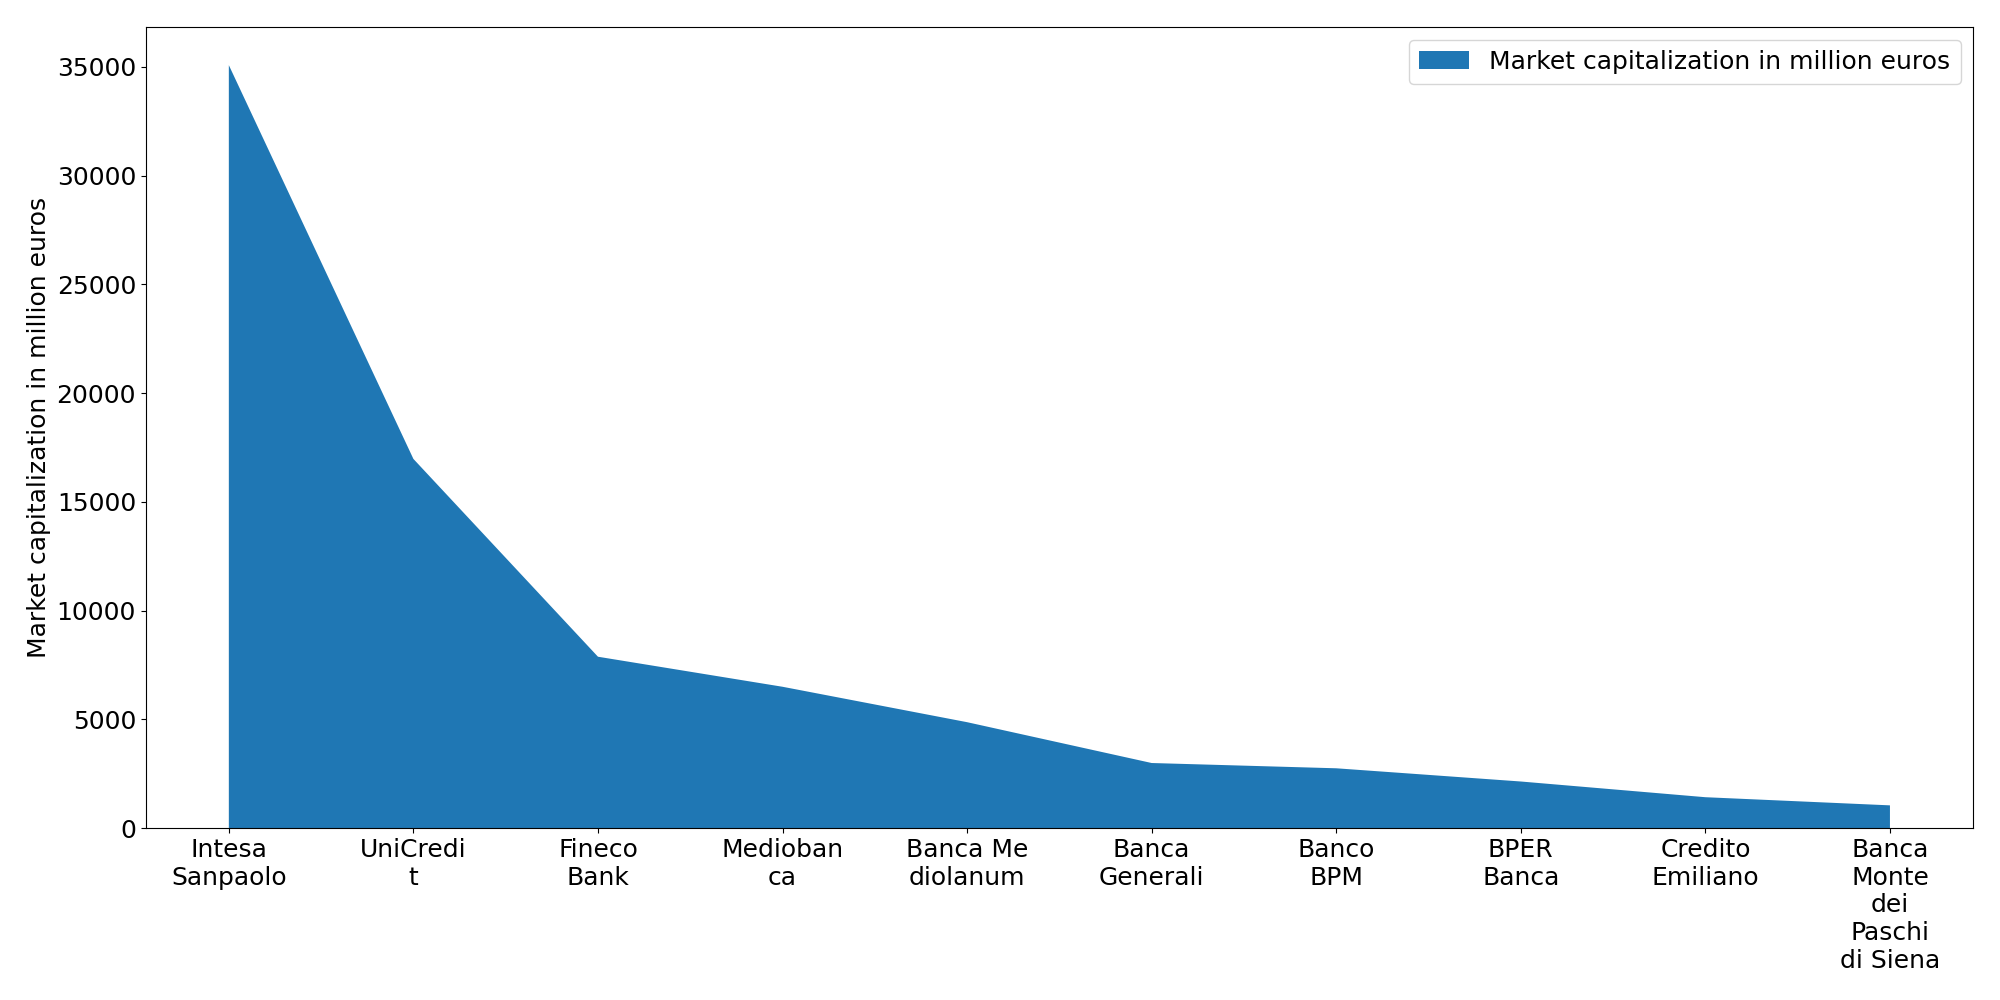 Market capitalization in million euros
35000
30000
25000
20000
15000
10000
5000
0
Market capitalization in million euros
Intesa
Sanpaolo
UniCredi
t
Fineco
Bank
Medioban
ca
Banca Me
diolanum
Banca
Generali
Banco
BPM
BPER
Banca
Credito
Emiliano
Banca
Monte
dei
Paschi
di Siena